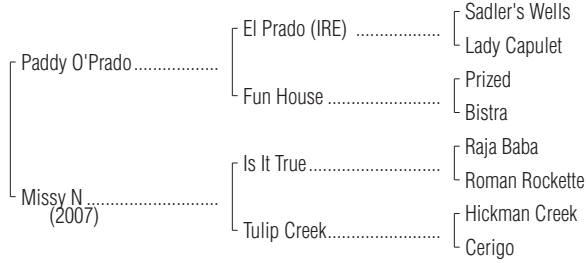 Sadler's Wells
El Prado (IRE) ..................
Lady Capulet
Paddy O'Prado..................
Prized
Fun House ........................
Bistra
Raja Baba
Is It True ...........................
Roman Rockette
Missy N ............................
(2007)
Hickman Creek
Tulip Creek........................
Cerigo